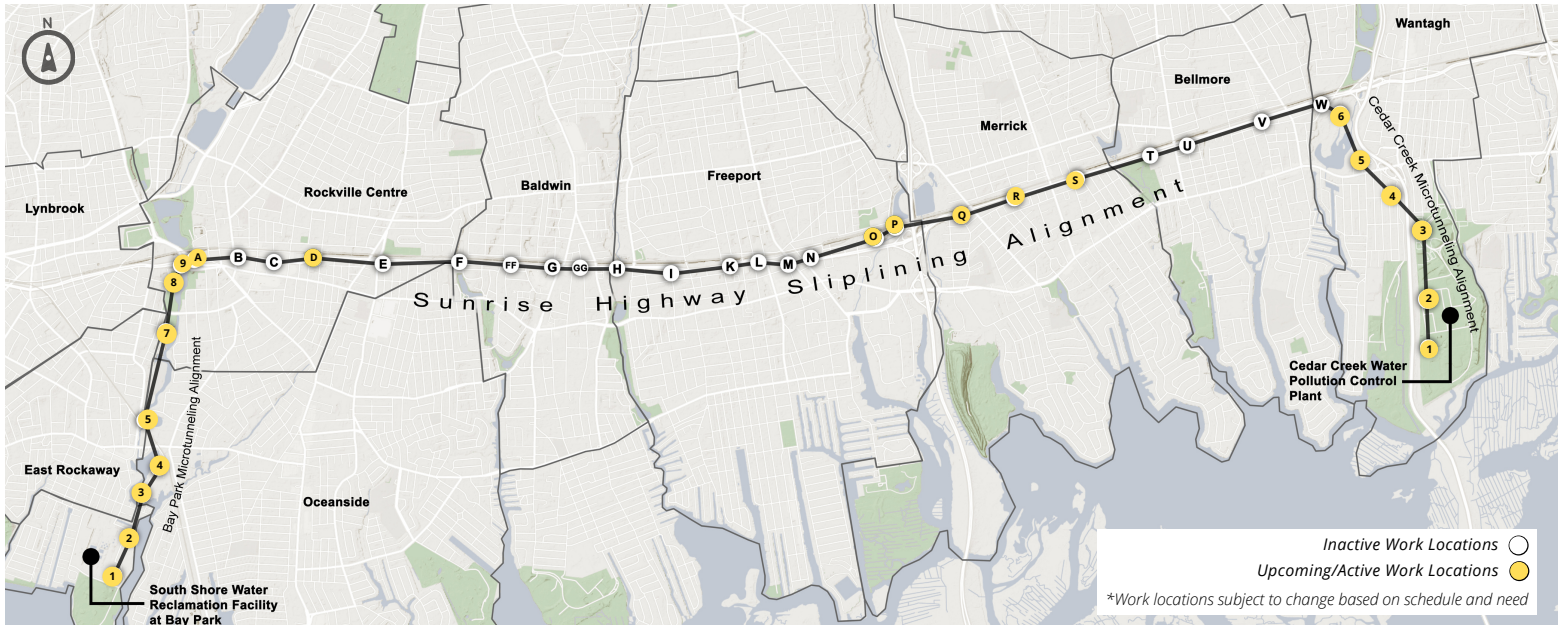 N
Wantagh
Bellmore
Merrick
Freeport
Baldwin
Rockville Centre
Lynbrook
East Rockaway
Oceanside
9
A
B
C
D
E
F
FF
G
GG
H
I
K
L
M
N
O
P
Q
R
S
T
U
V
W
6
5
4
3
2
1
8
7
5
4
3
2
1
Sunrise Highway Sliplining Alignment
Bay Park Microtunneling Alignment
Cedar Creek Microtunneling Alignment
Cedar Creek Water
Pollution Control
Plant
South Shore Water
Reclamation Facility
at Bay Park
Inactive Work Locations
Upcoming/Active Work Locations
*Work locations subject to change based on schedule and need